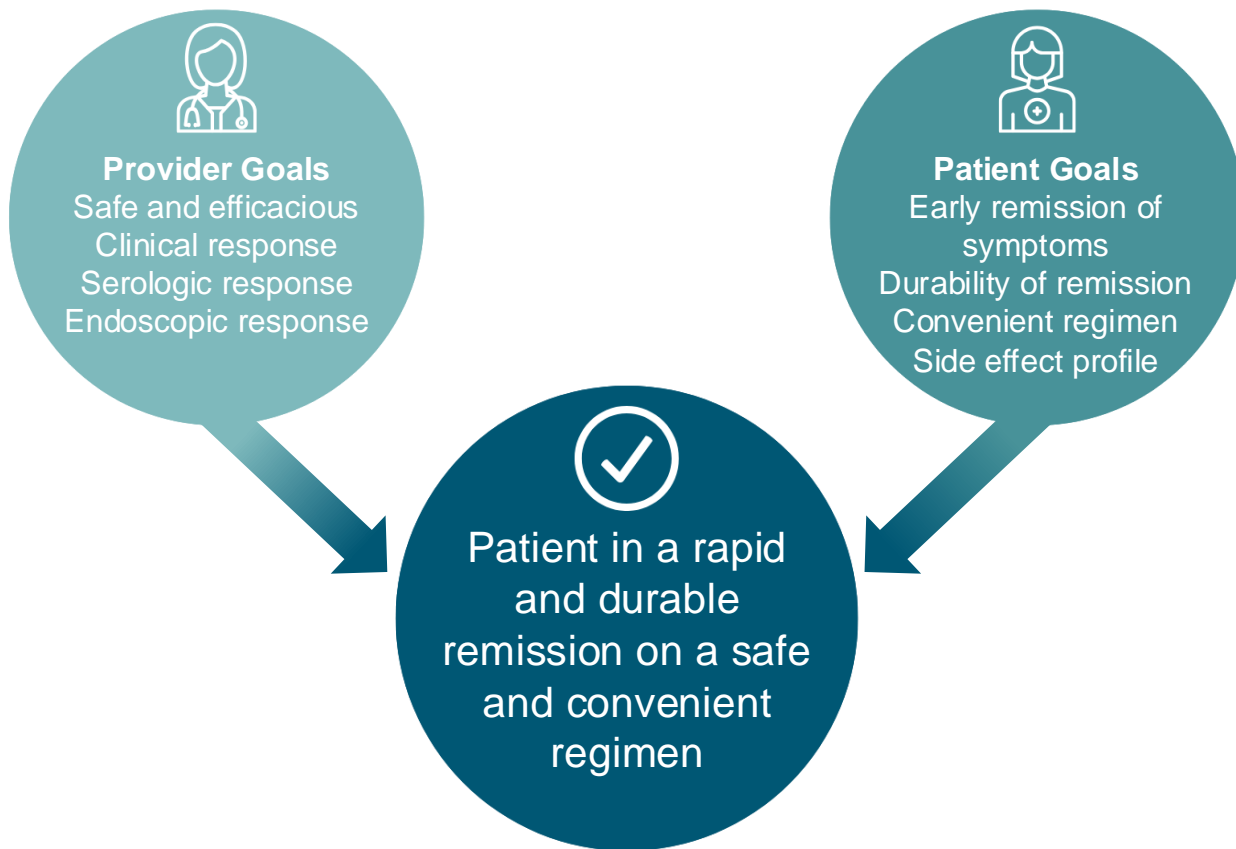 Provider Goals
Safe and efficacious
Clinical response
Serologic response
Endoscopic response
Patient Goals
Early remission of
symptoms
Durability of remission
Convenient regimen
Side effect profile
Patient in a rapid
and durable
remission on a safe
and convenient
regimen